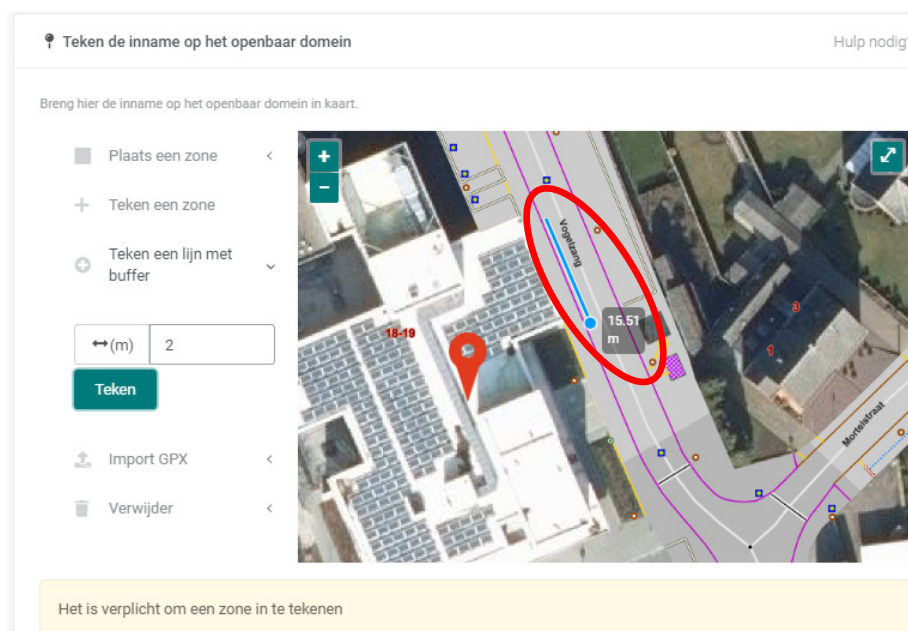 Teken de inname op het openbaar domein
Hulp nodig?
Breng hier de inname op het openbaar domein in kaart.
Plaats een zone
Teken een zone
Teken een lijn met
buffer
(m) 2
Teken
Import GPX
Verwijder
+
−
Vogelzang
15.51
m
18-19
3
1
Mortelstraat
Het is verplicht om een zone in te tekenen